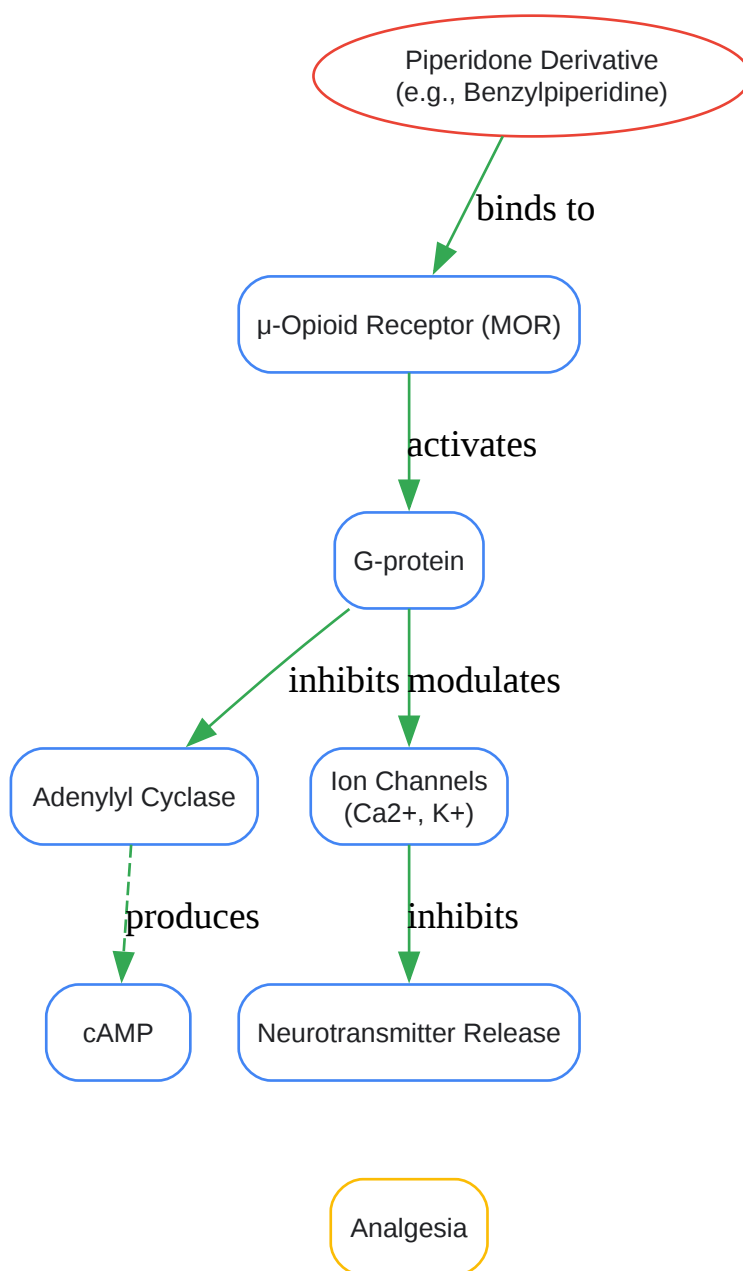 Piperidone Derivative
(e.g., Benzylpiperidine)
binds to
μ-Opioid Receptor (MOR)
activates
G-protein
inhibits
modulates
Adenylyl Cyclase
Ion Channels
(Ca2+, K+)
produces
inhibits
cAMP
Neurotransmitter Release
Analgesia